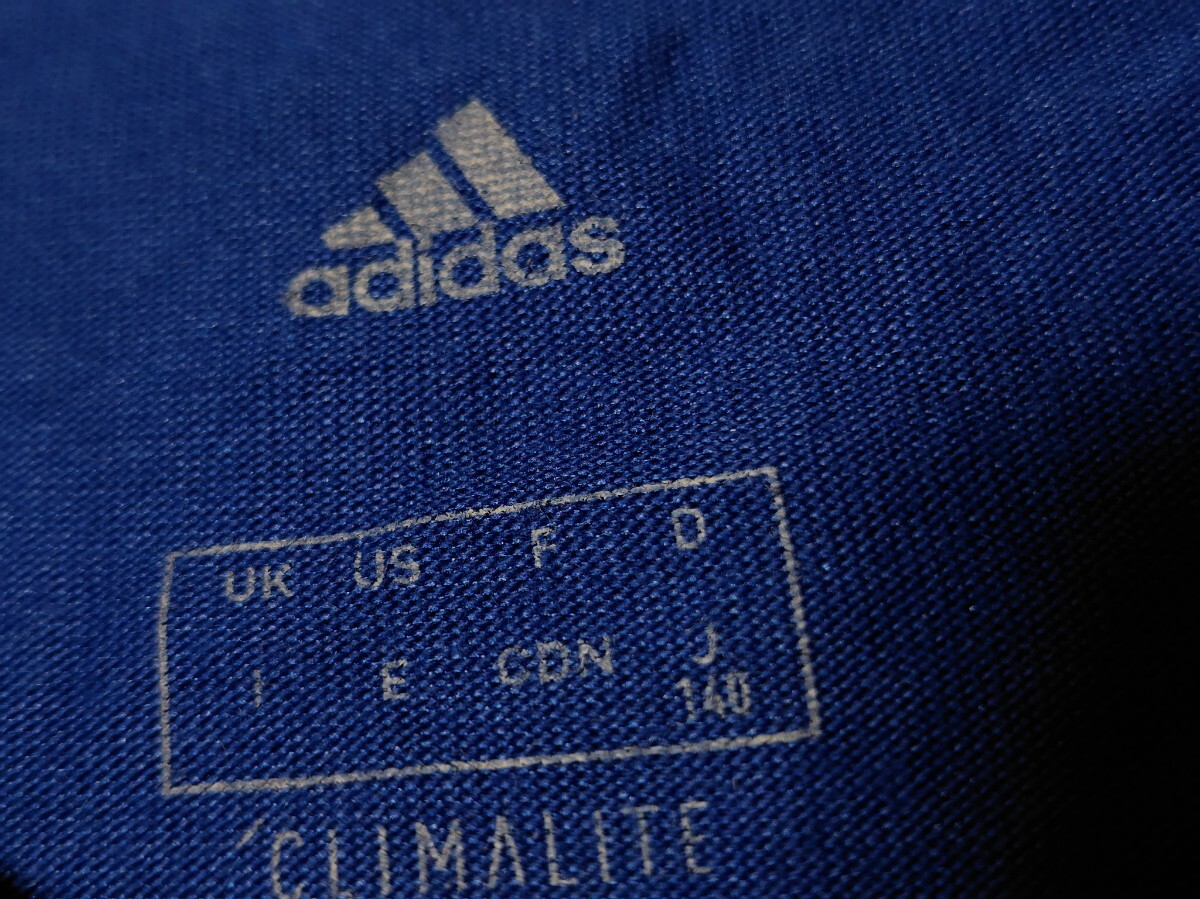 adidas
UK US F D
I E CDN J
140
´CLIMALITE